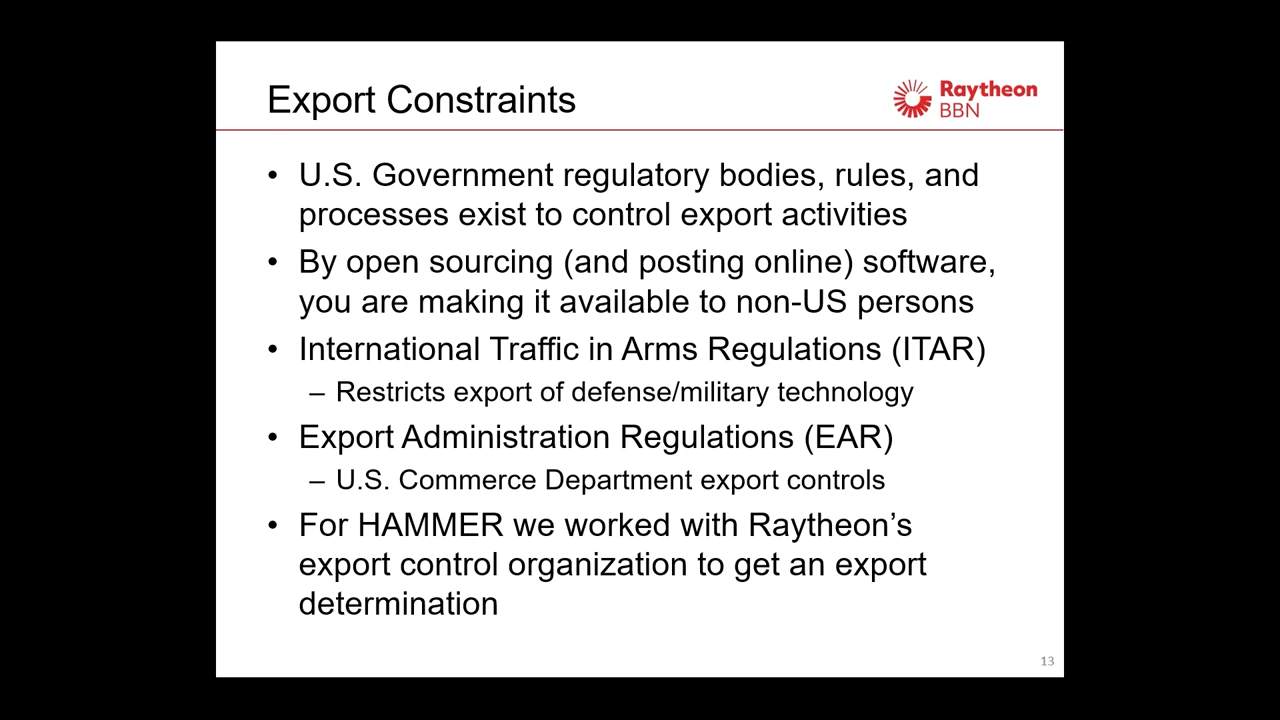 Export Constraints
Raytheon
BBN
• U.S. Government regulatory bodies, rules, and
processes exist to control export activities
• By open sourcing (and posting online) software,
you are making it available to non-US persons
• International Traffic in Arms Regulations (ITAR)
– Restricts export of defense/military technology
• Export Administration Regulations (EAR)
– U.S. Commerce Department export controls
• For HAMMER we worked with Raytheon’s
export control organization to get an export
determination
13